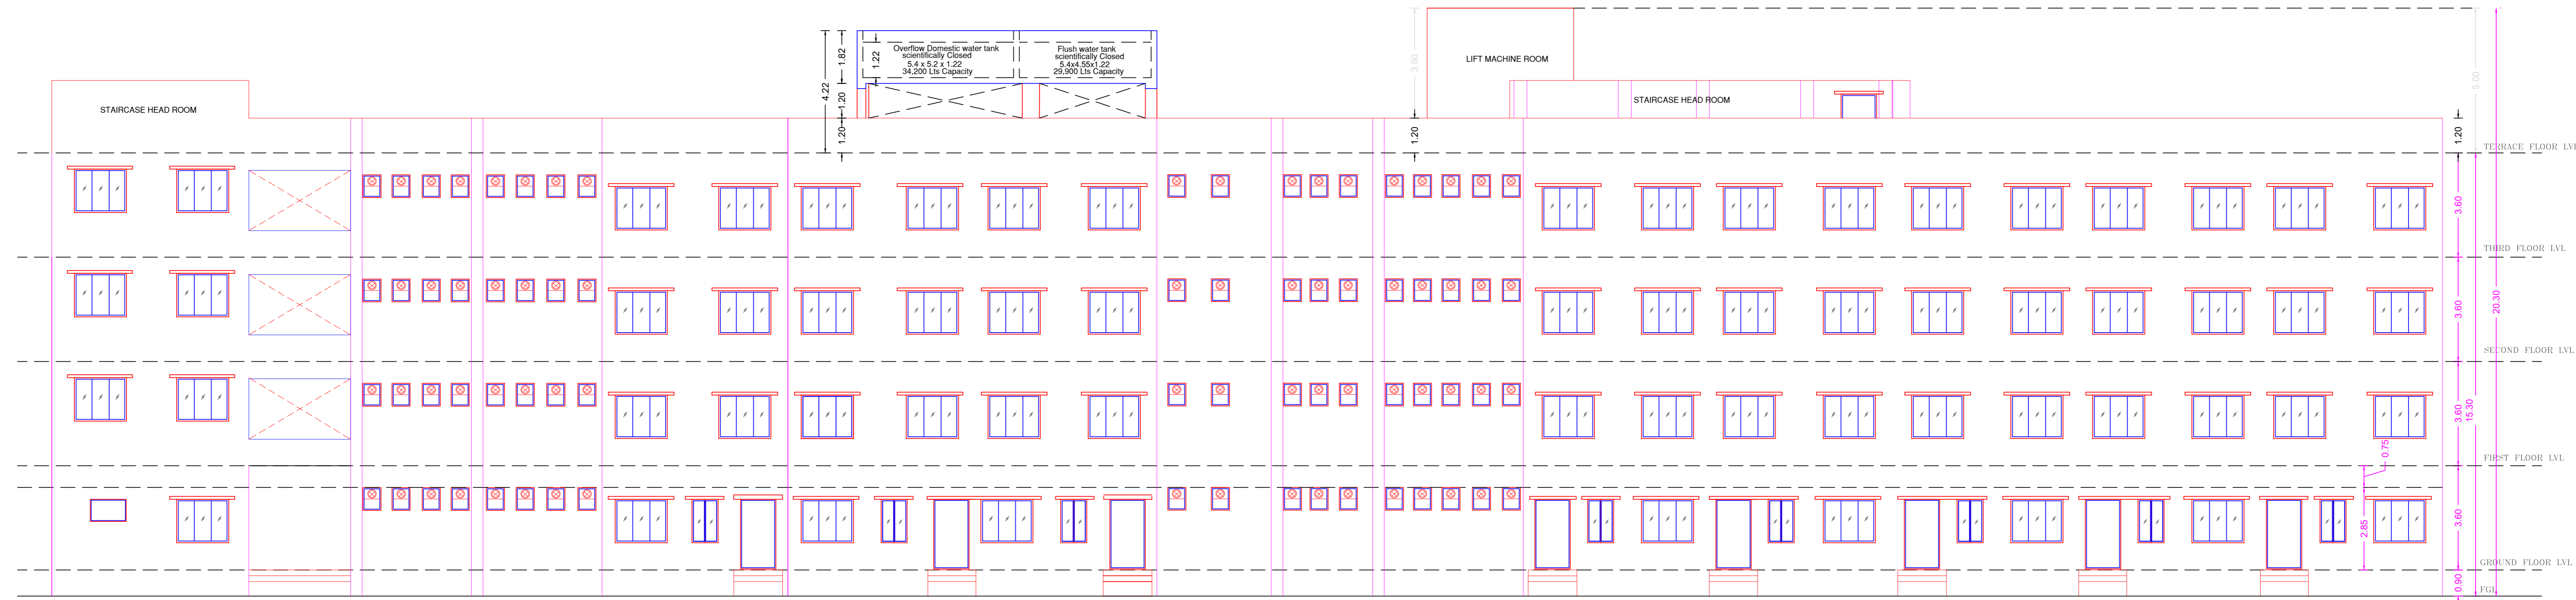 3.80
5.00
Overflow Domestic water tank
scientifically Closed
5.4 x 5.2 x 1.22
34,200 Lts Capacity
Flush water tank
scientifically Closed
5.4x4.55x1.22
29,900 Lts Capacity
1.82
1.22
4.22
1.20
1.20
LIFT MACHINE ROOM
STAIRCASE HEAD ROOM
STAIRCASE HEAD ROOM
1.20
1.20
TERRACE FLOOR LVL
3.60
THIRD FLOOR LVL
3.60
20.30
SECOND FLOOR LVL
3.60
15.30
0.75
FIRST FLOOR LVL
3.60
2.85
GROUND FLOOR LVL
0.90
FGL